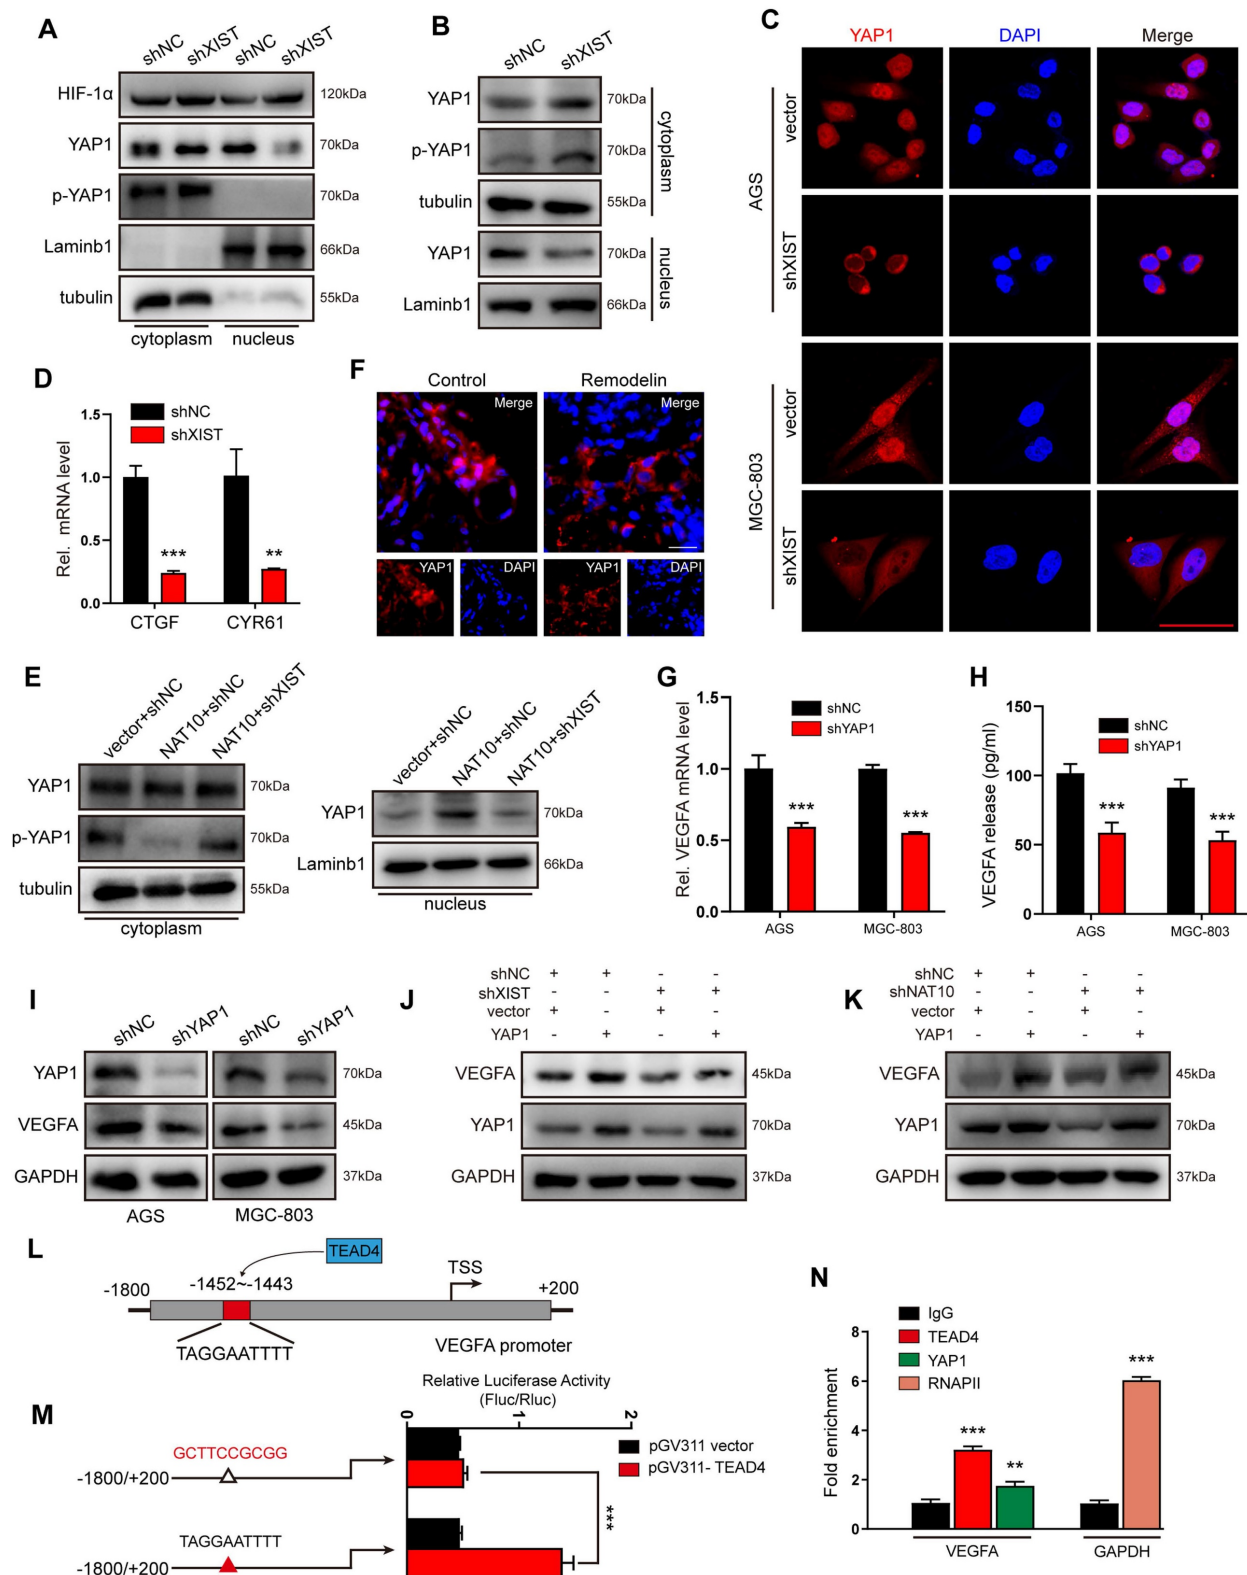 A
shNC shXIST shNC shXIST
HIF-1α 120kDa
YAP1 70kDa
p-YAP1 70kDa
Laminb1 66kDa
tubulin 55kDa
cytoplasm nucleus
B
shNC shXIST
YAP1 70kDa
p-YAP1 70kDa
tubulin 55kDa
cytoplasm
YAP1 70kDa
Laminb1 66kDa
nucleus
C
YAP1 DAPI Merge
AGS
vector
shXIST
MGC-803
vector
shXIST
D
shNC
shXIST
Rel. mRNA level
1.5
1.0
0.5
0.0
*** **
CTGF CYR61
F
Control Remodelin
Merge Merge
YAP1 DAPI YAP1 DAPI
E
vector+shNC NAT10+shNC NAT10+shXIST
YAP1 70kDa
p-YAP1 70kDa
tubulin 55kDa
cytoplasm
vector+shNC NAT10+shNC NAT10+shXIST
YAP1 70kDa
Laminb1 66kDa
nucleus
G
shNC
shYAP1
Rel. VEGFA mRNA level
1.5
1.0
0.5
0.0
*** ***
AGS MGC-803
H
shNC
shYAP1
VEGFA release (pg/ml)
150
100
50
0
*** ***
AGS MGC-803
I
shNC shYAP1 shNC shYAP1
YAP1 70kDa
VEGFA 45kDa
GAPDH 37kDa
AGS MGC-803
J
shNC + + - -
shXIST - - + +
vector + - + -
YAP1 - + - +
VEGFA 45kDa
YAP1 70kDa
GAPDH 37kDa
K
shNC + + - -
shNAT10 - - + +
vector + - + -
YAP1 - + - +
VEGFA 45kDa
YAP1 70kDa
GAPDH 37kDa
L
TEAD4
-1800 -1452~-1443 TSS +200
TAGGAATTTT VEGFA promoter
M
Relative Luciferase Activity
(Fluc/Rluc)
0 1 2
pGV311 vector
pGV311- TEAD4
GCTTCCGCGG
-1800/+200
***
TAGGAATTTT
-1800/+200
N
IgG
TEAD4
YAP1
RNAPII
Fold enrichment
8
6
4
2
0
*** ** ***
VEGFA GAPDH